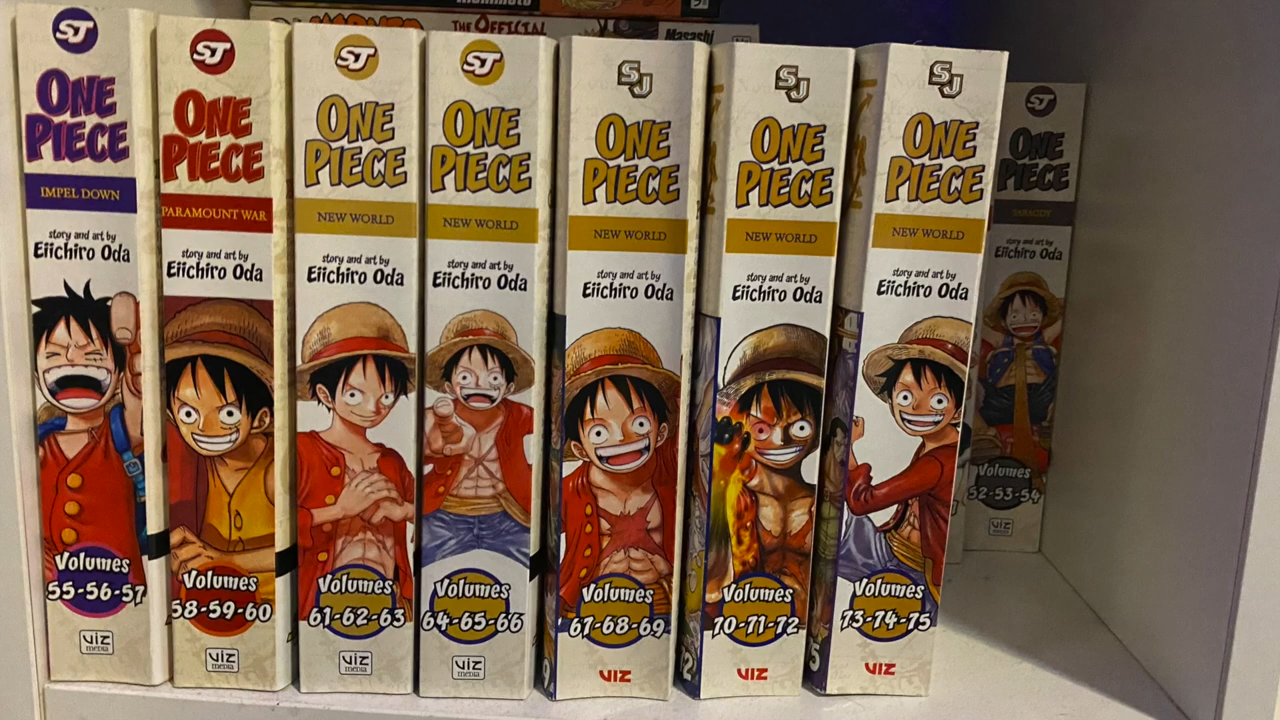 THE OFFICIAL
Masashi
SJ
ONE
PIECE
IMPEL DOWN
story and art by
Eiichiro Oda
Volumes
55-56-57
VIZ
media
SJ
ONE
PIECE
PARAMOUNT WAR
story and art by
Eiichiro Oda
Volumes
58-59-60
VIZ
media
SJ
ONE
PIECE
NEW WORLD
story and art by
Eiichiro Oda
Volumes
61-62-63
VIZ
media
SJ
ONE
PIECE
NEW WORLD
story and art by
Eiichiro Oda
Volumes
64-65-66
VIZ
media
SJ
ONE
PIECE
NEW WORLD
story and art by
Eiichiro Oda
Volumes
67-68-69
VIZ
SJ
ONE
PIECE
NEW WORLD
story and art by
Eiichiro Oda
Volumes
70-71-72
VIZ
SJ
ONE
PIECE
NEW WORLD
story and art by
Eiichiro Oda
Volumes
73-74-75
VIZ
SJ
ONE
PIECE
SABAODY
story and art by
Eiichiro Oda
Volumes
52-53-54
VIZ
media